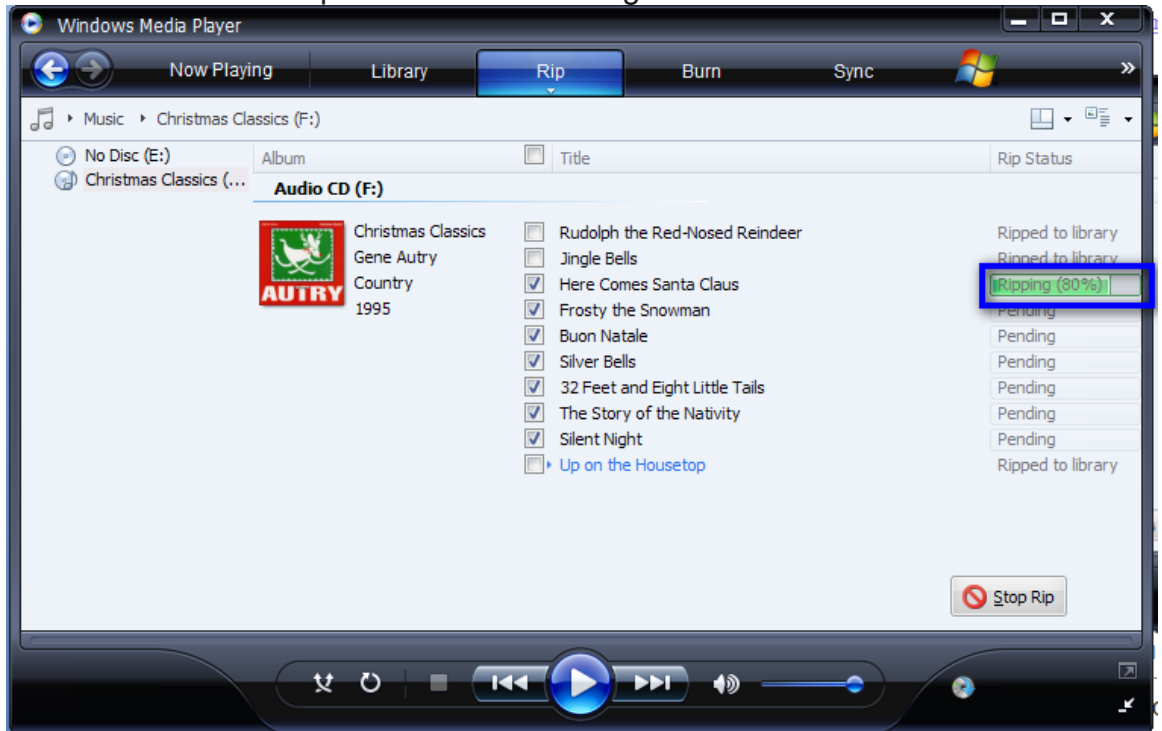 Windows Media Player
Now Playing Library Rip Burn Sync »
Music Christmas Classics (F:)
No Disc (E:)
Christmas Classics (...
Album Title Rip Status
Audio CD (F:)
AUTRY
Christmas Classics
Gene Autry
Country
1995
Rudolph the Red-Nosed Reindeer Ripped to library
Jingle Bells Ripped to library
Here Comes Santa Claus Ripping (80%)
Frosty the Snowman Pending
Buon Natale Pending
Silver Bells Pending
32 Feet and Eight Little Tails Pending
The Story of the Nativity Pending
Silent Night Pending
Up on the Housetop Ripped to library
Stop Rip